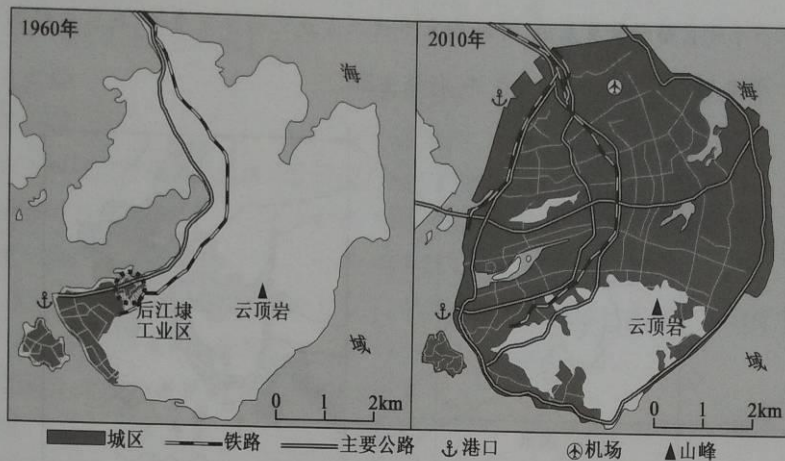 1960年
海
后江埭
工业区
云顶岩
域
0 1 2km
2010年
海
云顶岩
域
0 1 2km
城区 铁路 主要公路 港口 机场 山峰